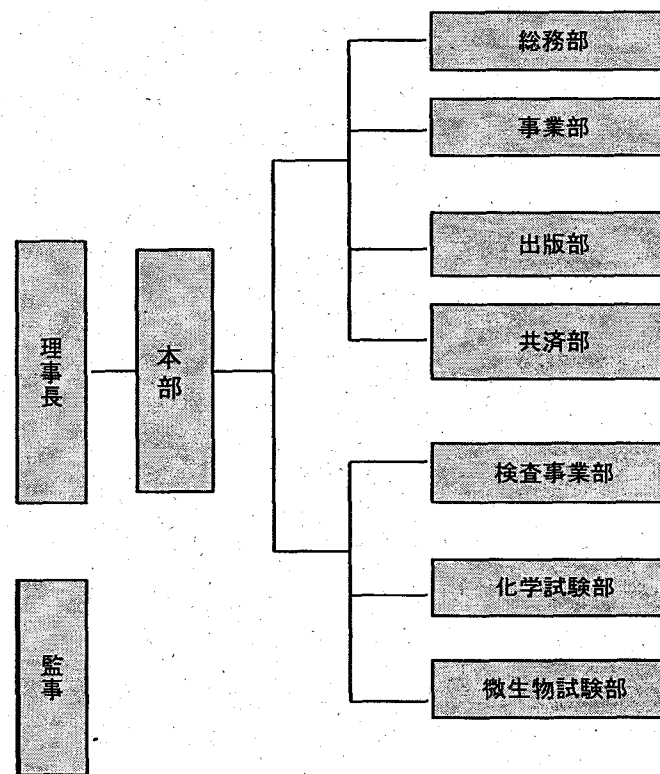 総務部
事業部
出版部
共済部
理事長
本部
検査事業部
化学試験部
微生物試験部
監事